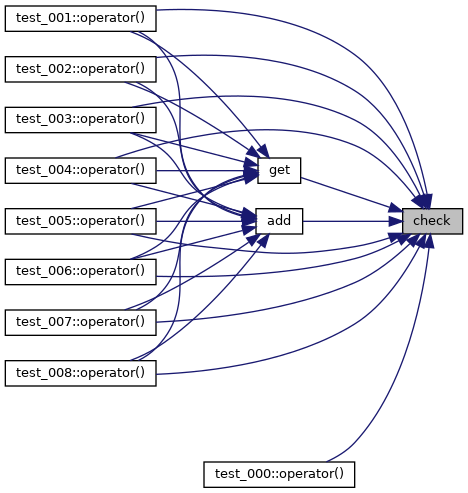 test_001::operator()
test_002::operator()
test_003::operator()
test_004::operator()
get
test_005::operator()
add
check
test_006::operator()
test_007::operator()
test_008::operator()
test_000::operator()